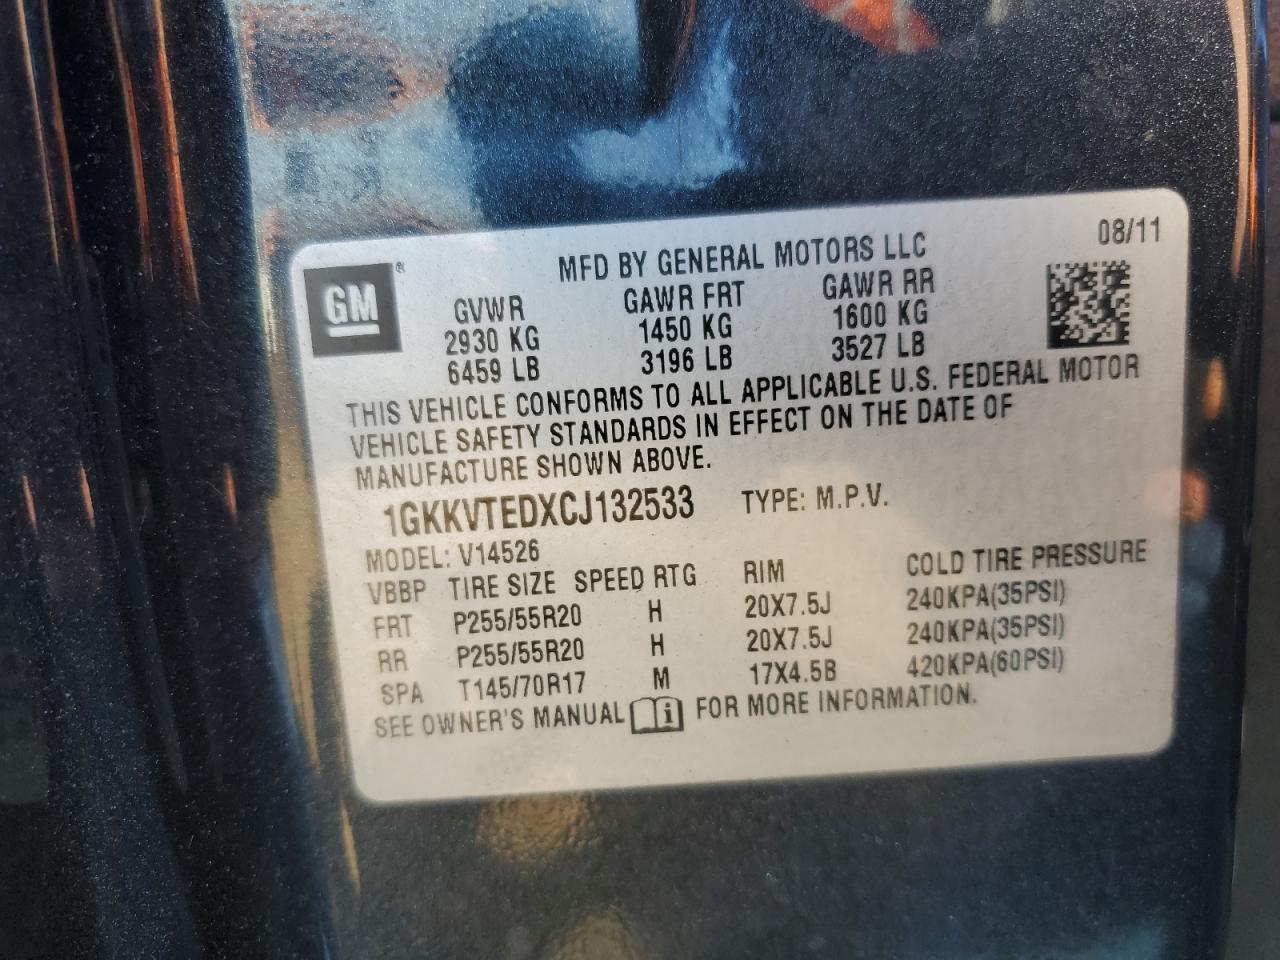 GM ®
MFD BY GENERAL MOTORS LLC
08/11
GVWR GAWR FRT GAWR RR
2930 KG 1450 KG 1600 KG
6459 LB 3196 LB 3527 LB
THIS VEHICLE CONFORMS TO ALL APPLICABLE U.S. FEDERAL MOTOR
VEHICLE SAFETY STANDARDS IN EFFECT ON THE DATE OF
MANUFACTURE SHOWN ABOVE.
1GKKVTEDXCJ132533 TYPE: M.P.V.
MODEL: V14526
VBBP TIRE SIZE SPEED RTG RIM COLD TIRE PRESSURE
FRT P255/55R20 H 20X7.5J 240KPA(35PSI)
RR P255/55R20 H 20X7.5J 240KPA(35PSI)
SPA T145/70R17 M 17X4.5B 420KPA(60PSI)
SEE OWNER'S MANUAL i FOR MORE INFORMATION.